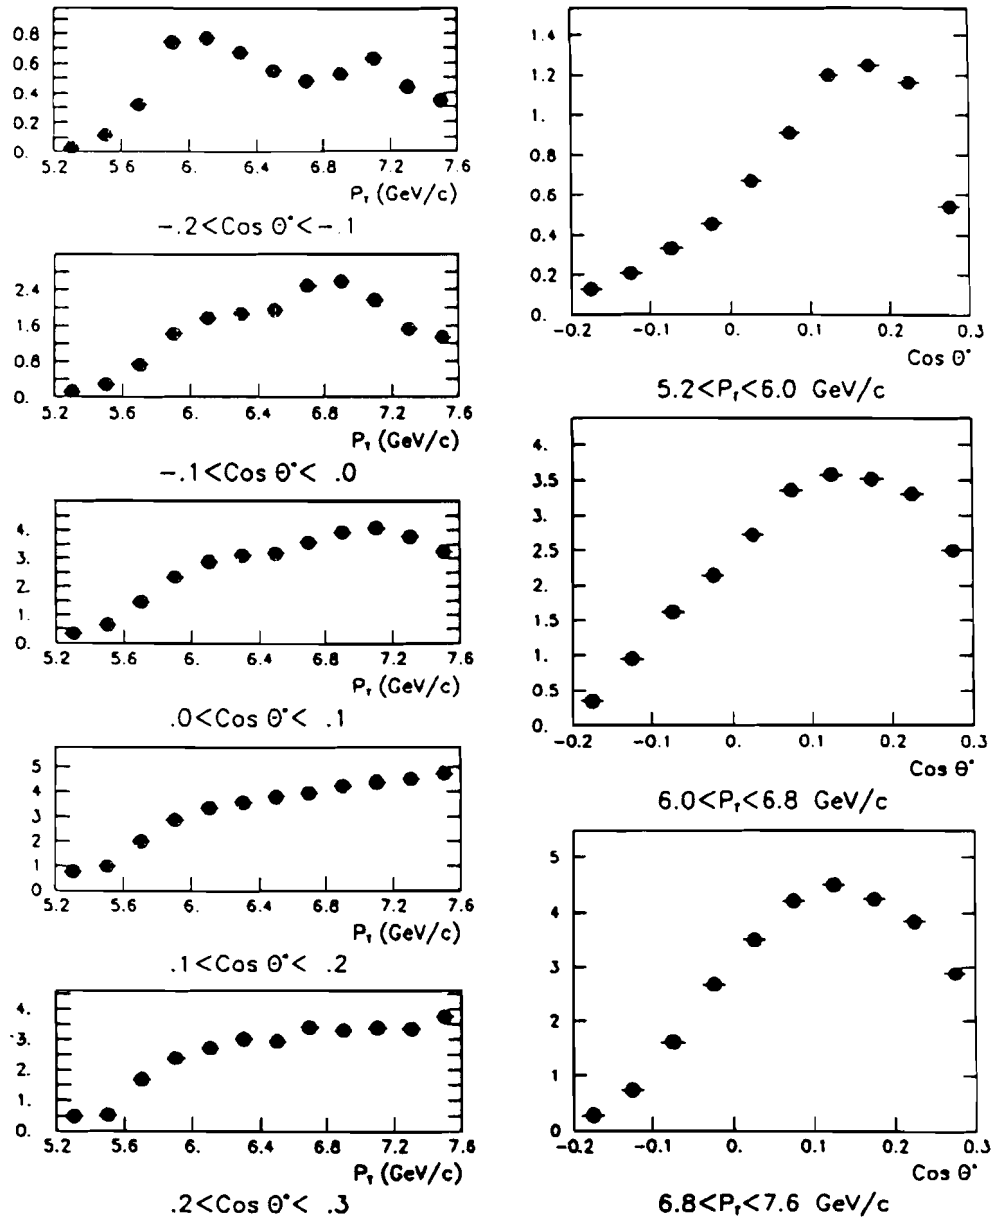 0.8
0.6
0.4
0.2
0.
5.2 5.6 6. 6.4 6.8 7.2 7.6
P_T (GeV/c)
-.2<Cos θ*<-.1
2.4
1.6
0.8
0.
5.2 5.6 6. 6.4 6.8 7.2 7.6
P_T (GeV/c)
-.1<Cos θ*< .0
4.
3.
2.
1.
0.
5.2 5.6 6. 6.4 6.8 7.2 7.6
P_T (GeV/c)
.0<Cos θ*< .1
5
4
3
2
1
0
5.2 5.6 6. 6.4 6.8 7.2 7.6
P_T (GeV/c)
.1<Cos θ*< .2
4.
3.
2.
1.
0.
5.2 5.6 6. 6.4 6.8 7.2 7.6
P_T (GeV/c)
.2<Cos θ*< .3
1.4
1.2
1.
0.8
0.6
0.4
0.2
0.
-0.2 -0.1 0. 0.1 0.2 0.3
Cos θ*
5.2<P_T<6.0 GeV/c
4.
3.5
3.
2.5
2.
1.5
1.
0.5
0.
-0.2 -0.1 0. 0.1 0.2 0.3
Cos θ*
6.0<P_T<6.8 GeV/c
5
4
3
2
1
0
-0.2 -0.1 0. 0.1 0.2 0.3
Cos θ*
6.8<P_T<7.6 GeV/c